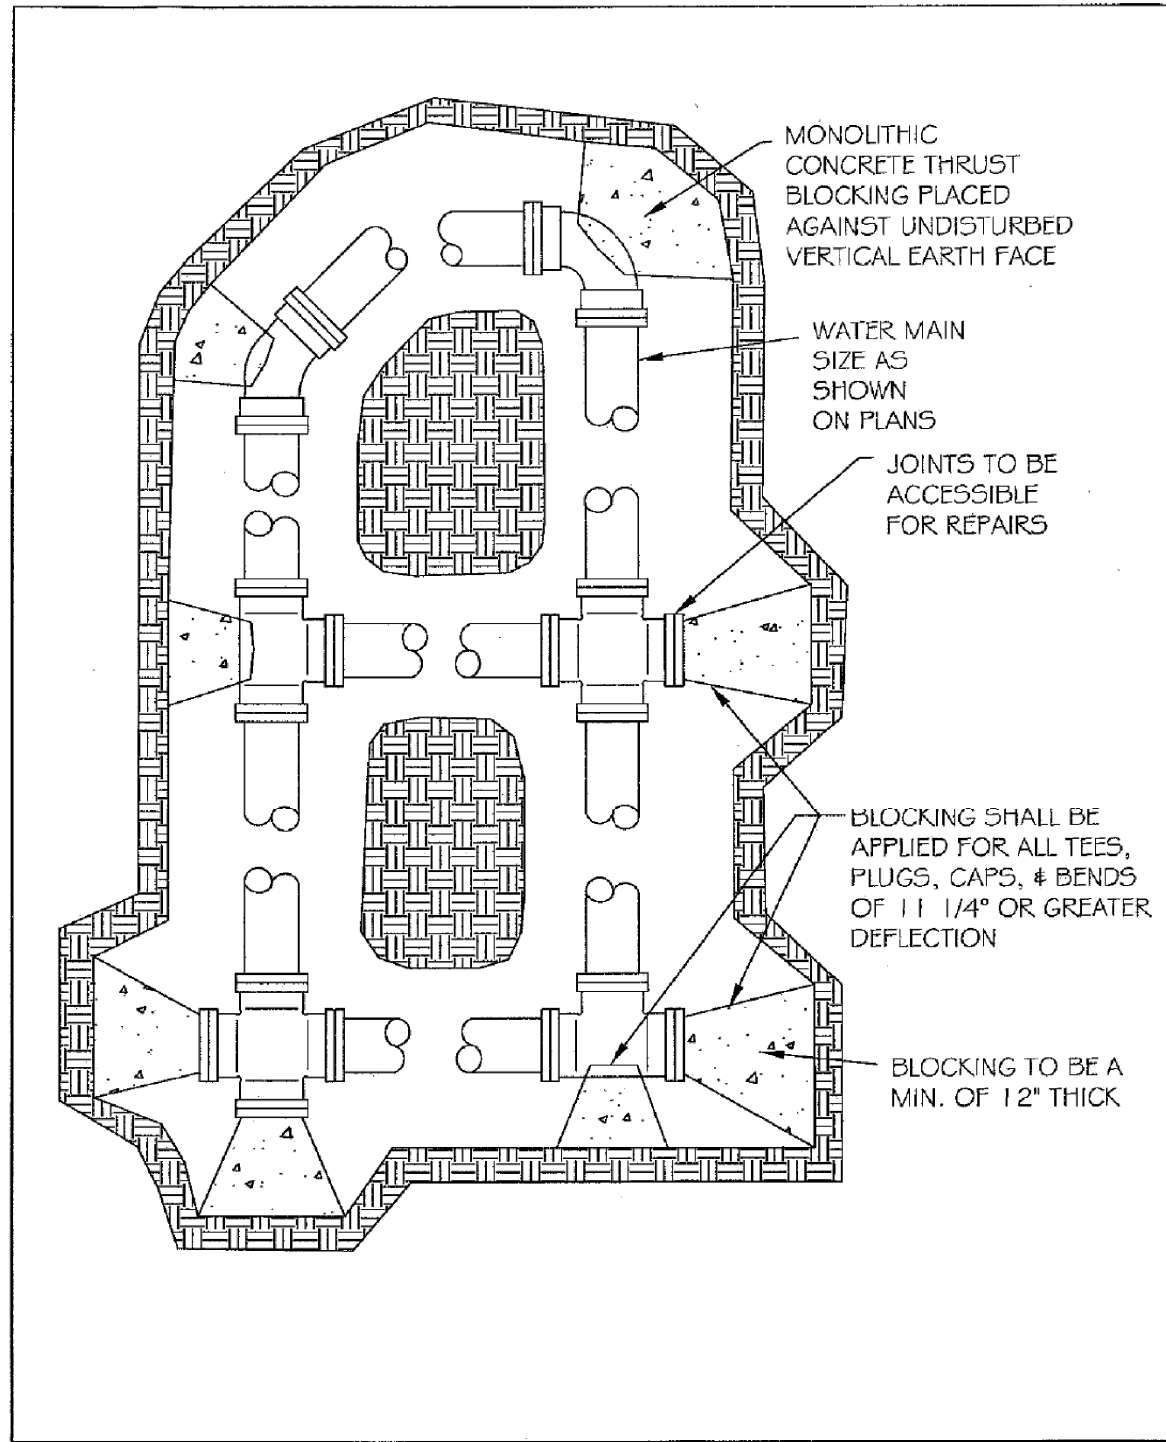 MONOLITHIC
CONCRETE THRUST
BLOCKING PLACED
AGAINST UNDISTURBED
VERTICAL EARTH FACE
WATER MAIN
SIZE AS
SHOWN
ON PLANS
JOINTS TO BE
ACCESSIBLE
FOR REPAIRS
BLOCKING SHALL BE
APPLIED FOR ALL TEES,
PLUGS, CAPS, & BENDS
OF 11 1/4° OR GREATER
DEFLECTION
BLOCKING TO BE A
MIN. OF 12" THICK